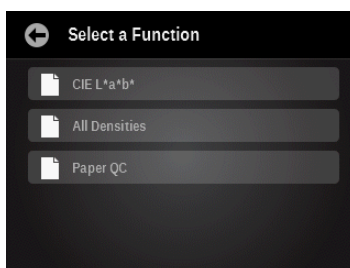 Select a Function
CIE L*a*b*
All Densities
Paper QC